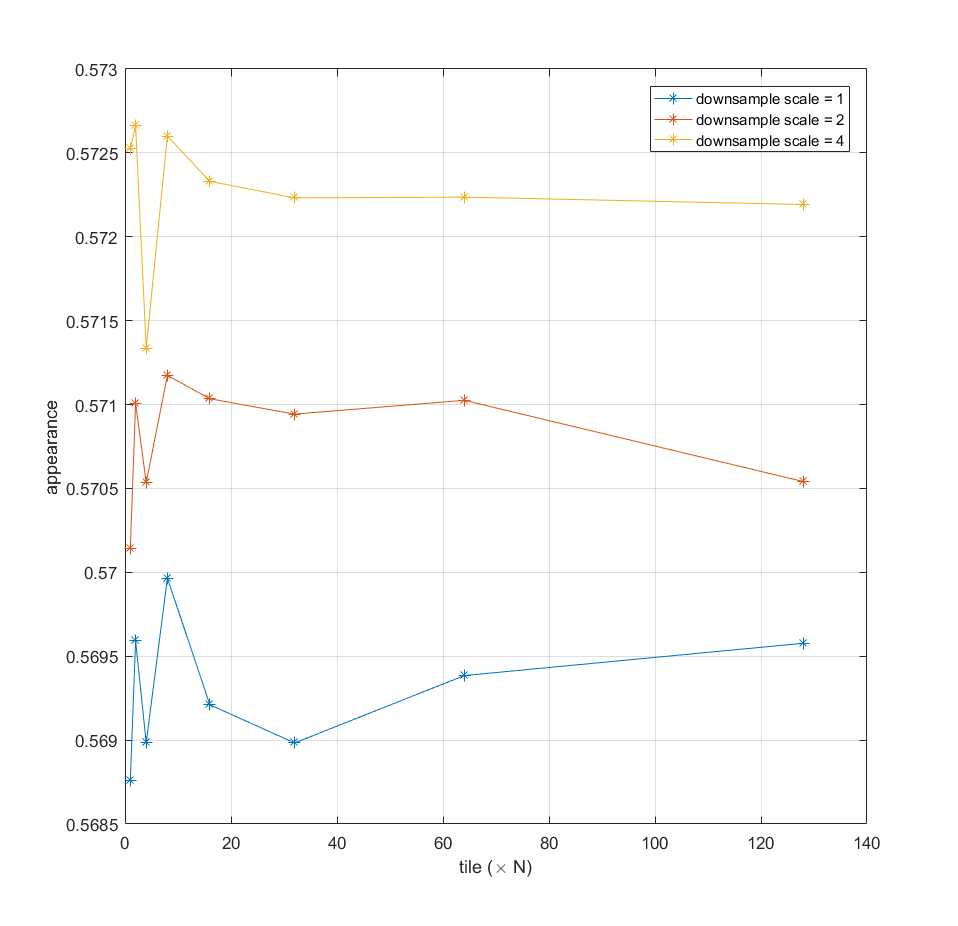 0.573
0.5725
0.572
0.5715
0.571
0.5705
0.57
0.5695
0.569
0.5685
appearance
0 20 40 60 80 100 120 140
tile (× N)
downsample scale = 1
downsample scale = 2
downsample scale = 4